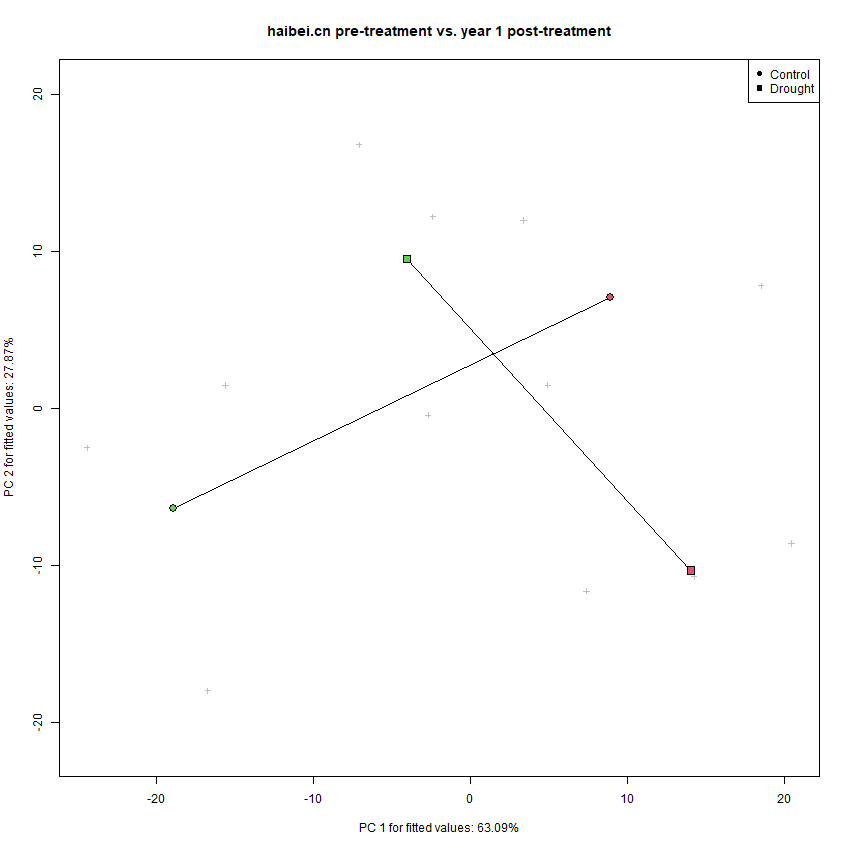 haibei.cn pre-treatment vs. year 1 post-treatment
Control
Drought
20
10
0
-10
-20
PC 2 for fitted values: 27.87%
-20
-10
0
10
20
PC 1 for fitted values: 63.09%